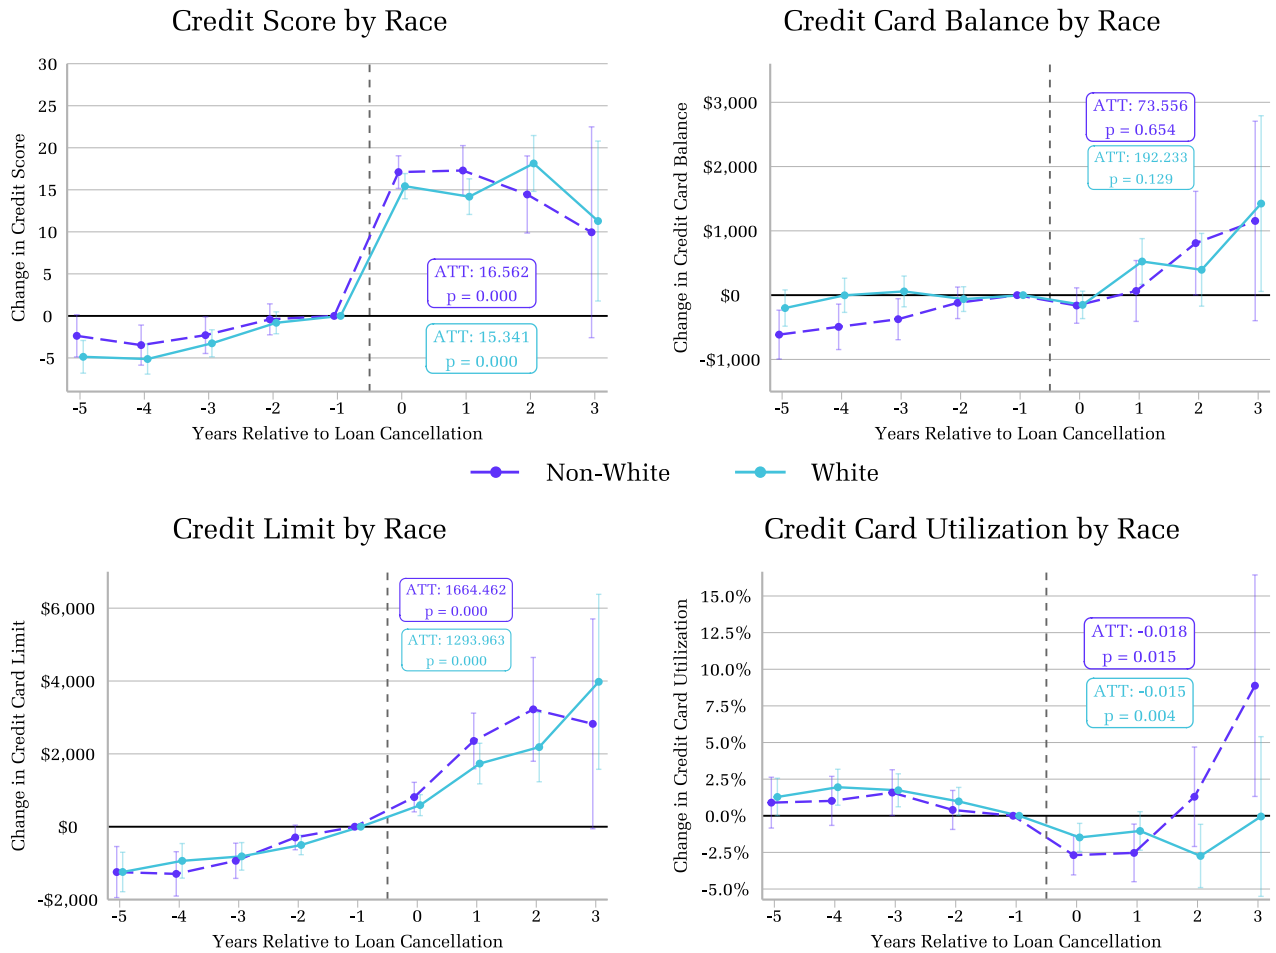 Credit Score by Race
30
25
20
15
10
5
0
-5
Change in Credit Score
ATT: 16.562
p = 0.000
ATT: 15.341
p = 0.000
-5 -4 -3 -2 -1 0 1 2 3
Years Relative to Loan Cancellation
Credit Card Balance by Race
$3,000
$2,000
$1,000
$0
-$1,000
Change in Credit Card Balance
ATT: 73.556
p = 0.654
ATT: 192.233
p = 0.129
-5 -4 -3 -2 -1 0 1 2 3
Years Relative to Loan Cancellation
Non-White White
Credit Limit by Race
$6,000
$4,000
$2,000
$0
-$2,000
Change in Credit Card Limit
ATT: 1664.462
p = 0.000
ATT: 1293.963
p = 0.000
-5 -4 -3 -2 -1 0 1 2 3
Years Relative to Loan Cancellation
Credit Card Utilization by Race
15.0%
12.5%
10.0%
7.5%
5.0%
2.5%
0.0%
-2.5%
-5.0%
Change in Credit Card Utilization
ATT: -0.018
p = 0.015
ATT: -0.015
p = 0.004
-5 -4 -3 -2 -1 0 1 2 3
Years Relative to Loan Cancellation